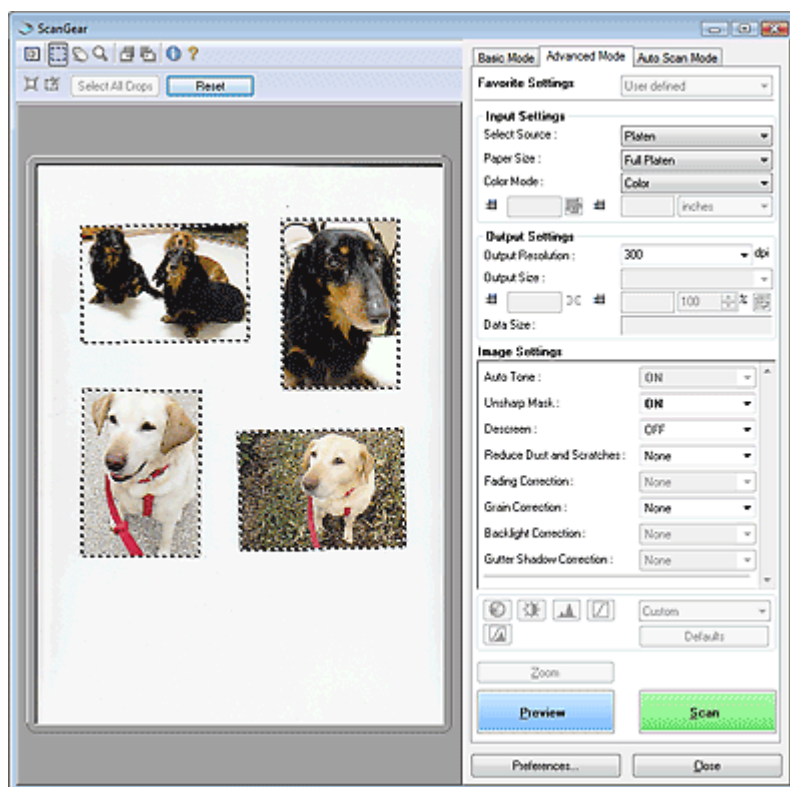 ScanGear
Select All Crops Reset
Basic Mode Advanced Mode Auto Scan Mode
Favorite Settings User defined
Input Settings
Select Source : Platen
Paper Size : Full Platen
Color Mode : Color
inches
Output Settings
Output Resolution : 300 dpi
Output Size :
100 %
Data Size :
Image Settings
Auto Tone : ON
Unsharp Mask : ON
Descreen : OFF
Reduce Dust and Scratches : None
Fading Correction : None
Grain Correction : None
Backlight Correction : None
Gutter Shadow Correction : None
Custom
Defaults
Zoom
Preview Scan
Preferences... Close